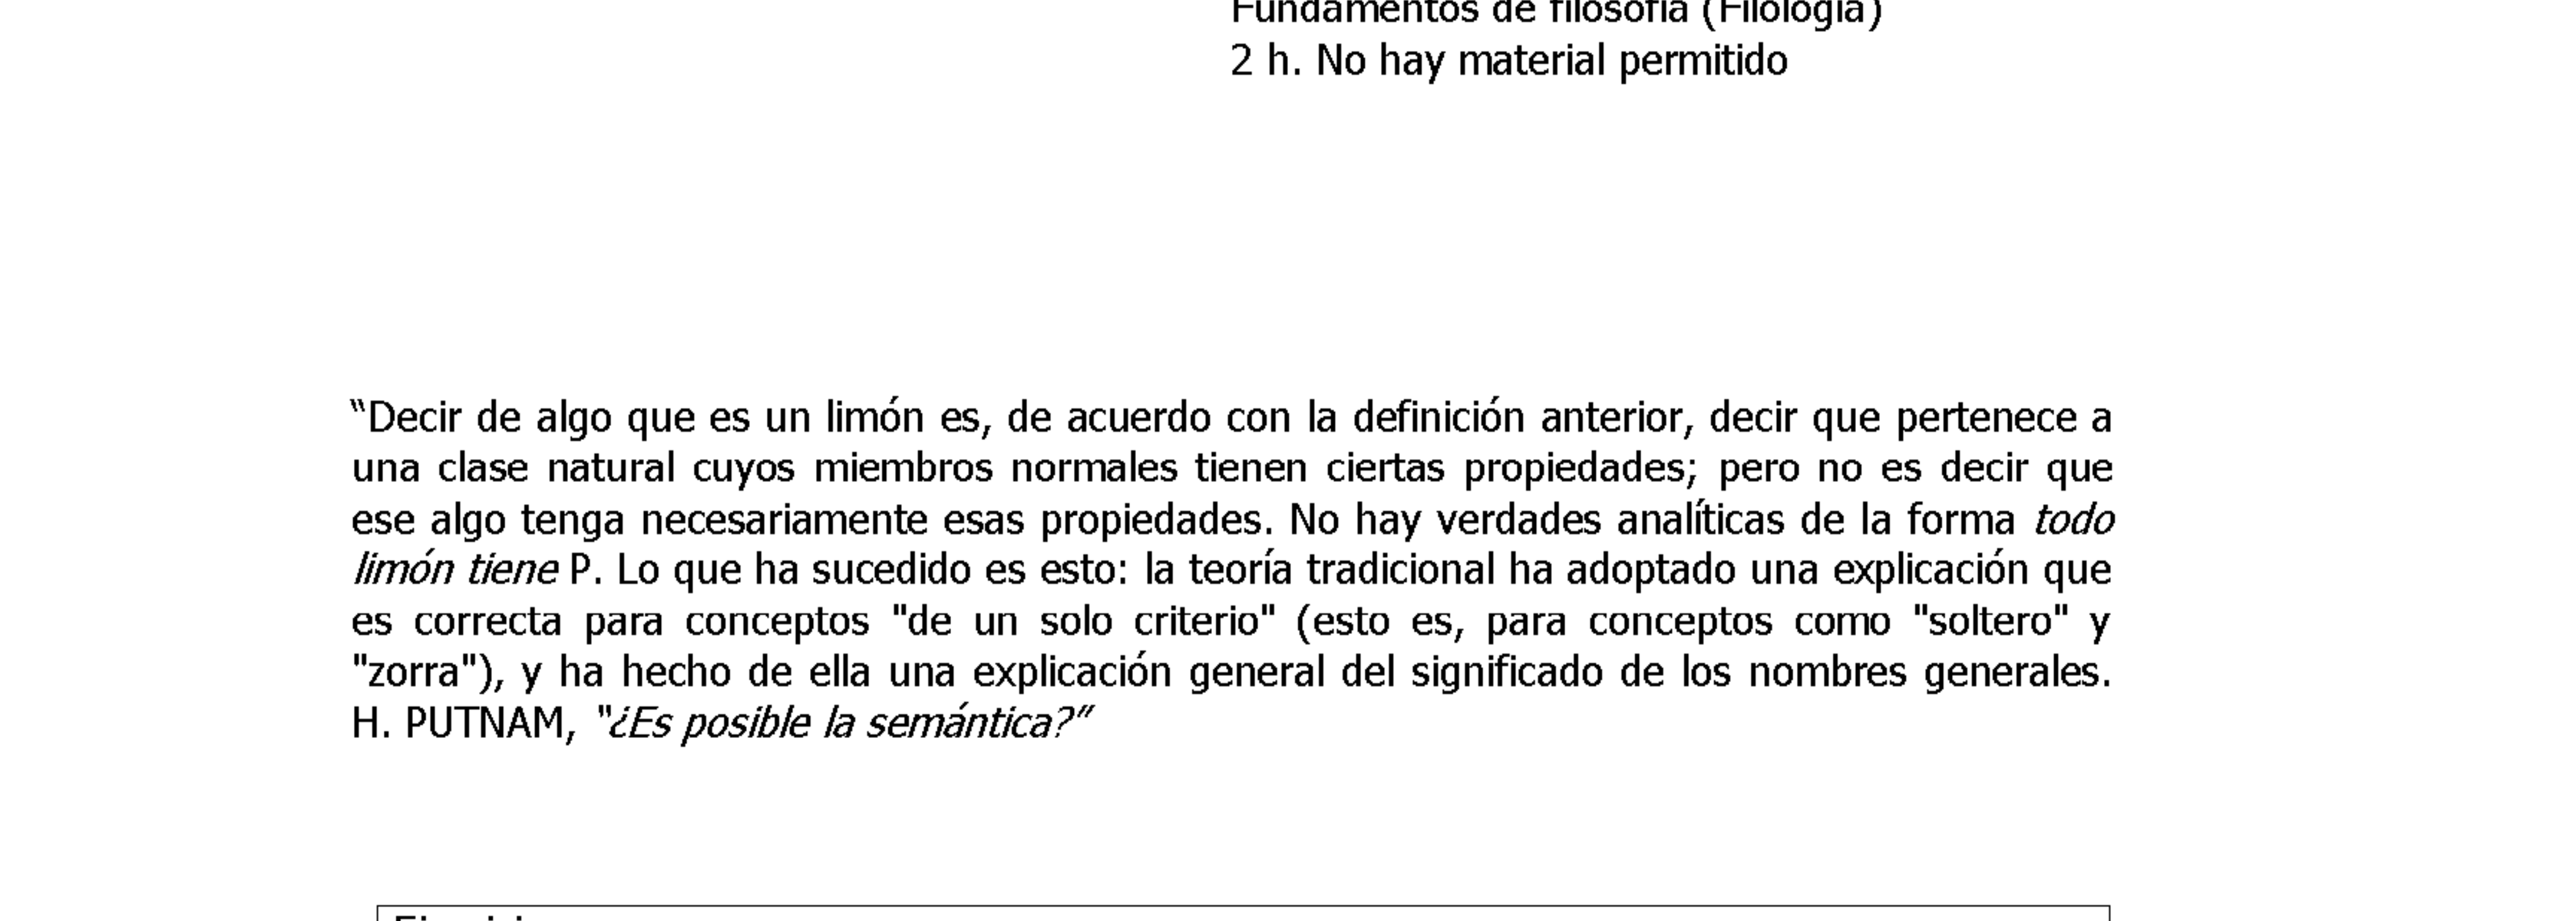 Fundamentos de filosofía (Filología)
2 h. No hay material permitido
“Decir de algo que es un limón es, de acuerdo con la definición anterior, decir que pertenece a
una clase natural cuyos miembros normales tienen ciertas propiedades; pero no es decir que
ese algo tenga necesariamente esas propiedades. No hay verdades analíticas de la forma todo
limón tiene P. Lo que ha sucedido es esto: la teoría tradicional ha adoptado una explicación que
es correcta para conceptos "de un solo criterio" (esto es, para conceptos como "soltero" y
"zorra"), y ha hecho de ella una explicación general del significado de los nombres generales.
H. PUTNAM, “¿Es posible la semántica?”